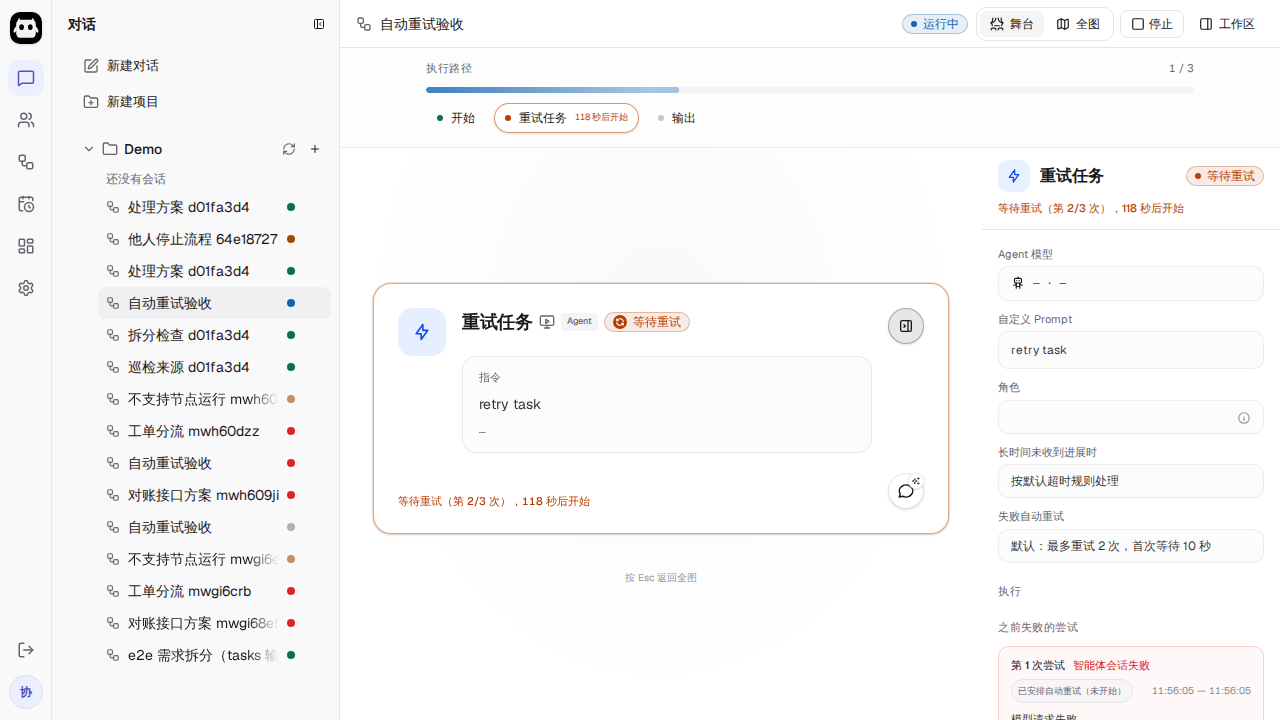 对话
新建对话
新建项目
Demo
还没有会话
处理方案 d01fa3d4
他人停止流程 64e18727
处理方案 d01fa3d4
自动重试验收
拆分检查 d01fa3d4
巡检来源 d01fa3d4
不支持节点运行 mwh60
工单分流 mwh60dzz
自动重试验收
对账接口方案 mwh609ji
自动重试验收
不支持节点运行 mwgi6e
工单分流 mwgi6crb
对账接口方案 mwgi68e
e2e 需求拆分（tasks 输
协
自动重试验收
运行中
舞台
全图
停止
工作区
执行路径
1 / 3
开始
重试任务 118 秒后开始
输出
重试任务 Agent 等待重试
指令
retry task
–
等待重试（第 2/3 次），118 秒后开始
按 Esc 返回全图
重试任务
等待重试
等待重试（第 2/3 次），118 秒后开始
Agent 模型
– · –
自定义 Prompt
retry task
角色
长时间未收到进展时
按默认超时规则处理
失败自动重试
默认：最多重试 2 次，首次等待 10 秒
执行
之前失败的尝试
第 1 次尝试 智能体会话失败
已安排自动重试（未开始） 11:56:05 — 11:56:05
模型请求失败